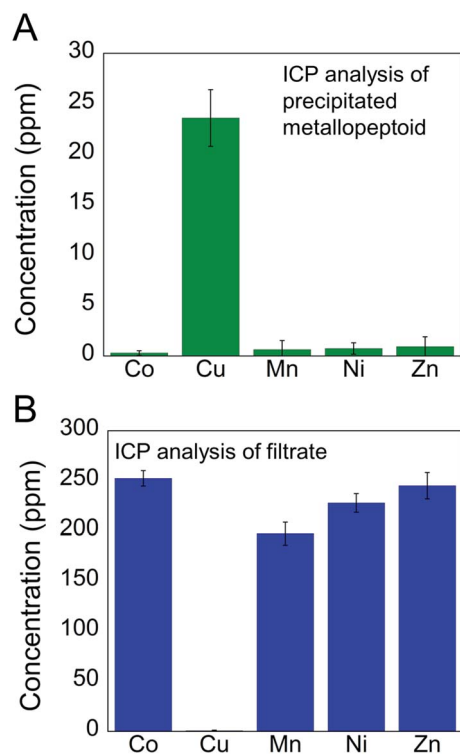 A
Concentration (ppm)
30
25
20
15
10
5
0
ICP analysis of
precipitated
metallopeptoid
Co Cu Mn Ni Zn
B
Concentration (ppm)
300
250
200
150
100
50
0
ICP analysis of filtrate
Co Cu Mn Ni Zn